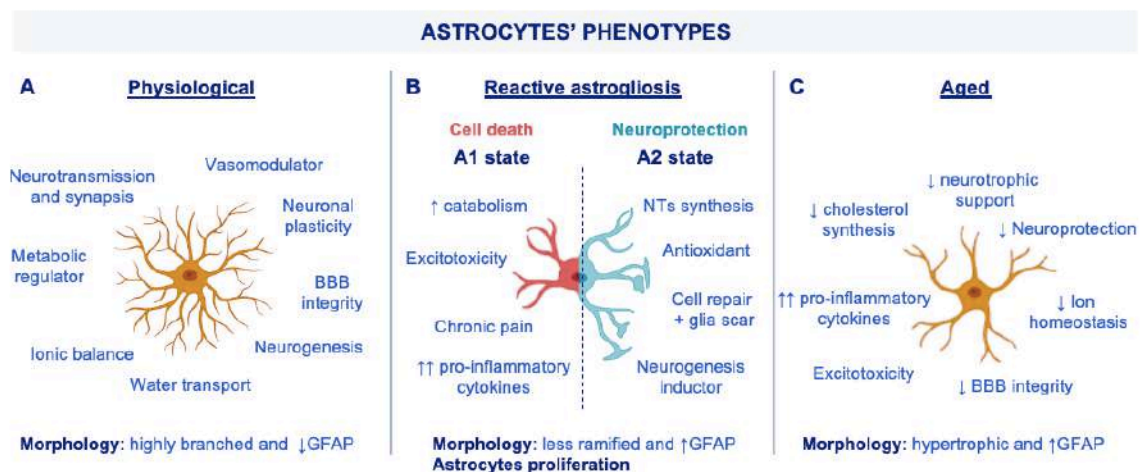 ASTROCYTES' PHENOTYPES
A
Physiological
Vasomodulator
Neurotransmission
and synapsis
Neuronal
plasticity
Metabolic
regulator
BBB
integrity
Ionic balance
Neurogenesis
Water transport
Morphology: highly branched and ↓GFAP
B
Reactive astrogliosis
Cell death
A1 state
Neuroprotection
A2 state
↑ catabolism
Excitotoxicity
Chronic pain
↑↑ pro-inflammatory
cytokines
NTs synthesis
Antioxidant
Cell repair
+ glia scar
Neurogenesis
inductor
Morphology: less ramified and ↑GFAP
Astrocytes proliferation
C
Aged
↓ neurotrophic
support
↓ cholesterol
synthesis
↓ Neuroprotection
↑↑ pro-inflammatory
cytokines
↓ Ion
homeostasis
Excitotoxicity
↓ BBB integrity
Morphology: hypertrophic and ↑GFAP